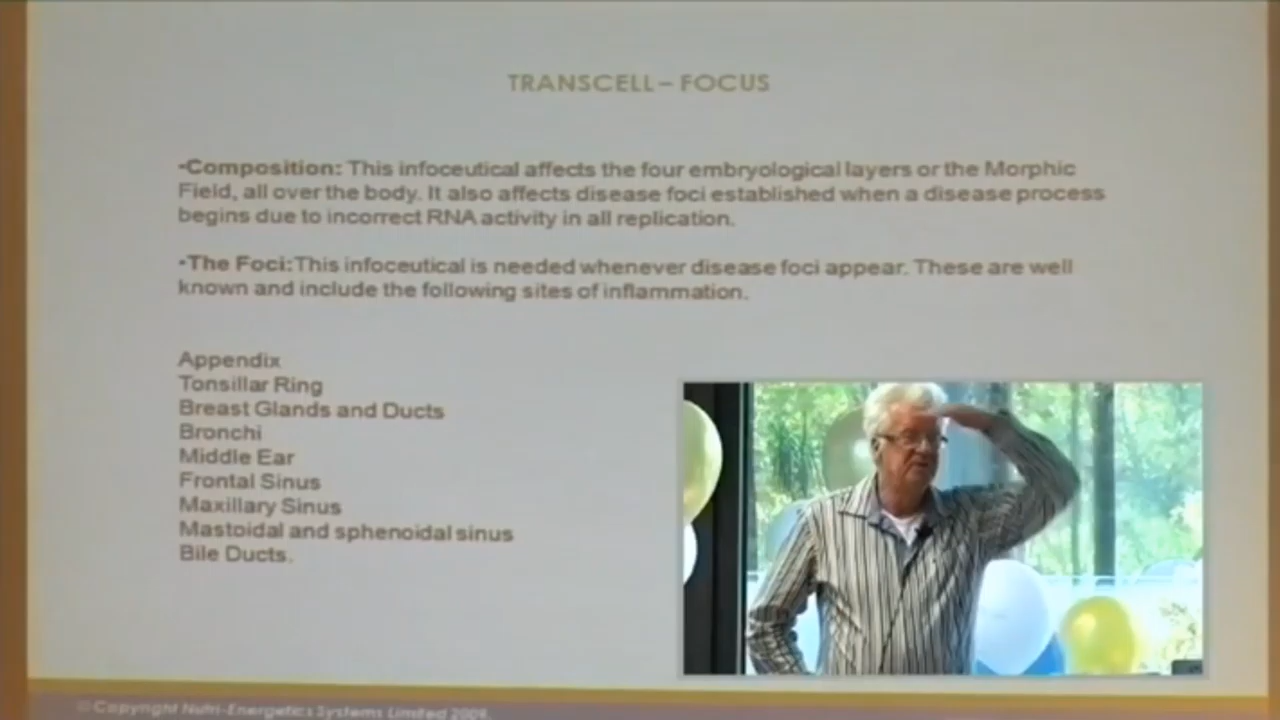 TRANSCELL – FOCUS
•Composition: This infoceutical affects the four embryological layers or the Morphic
Field, all over the body. It also affects disease foci established when a disease process
begins due to incorrect RNA activity in all replication.
•The Foci:This infoceutical is needed whenever disease foci appear. These are well
known and include the following sites of inflammation.
Appendix
Tonsillar Ring
Breast Glands and Ducts
Bronchi
Middle Ear
Frontal Sinus
Maxillary Sinus
Mastoidal and sphenoidal sinus
Bile Ducts.
©Copyright Nutri-Energetics Systems Limited 2009.